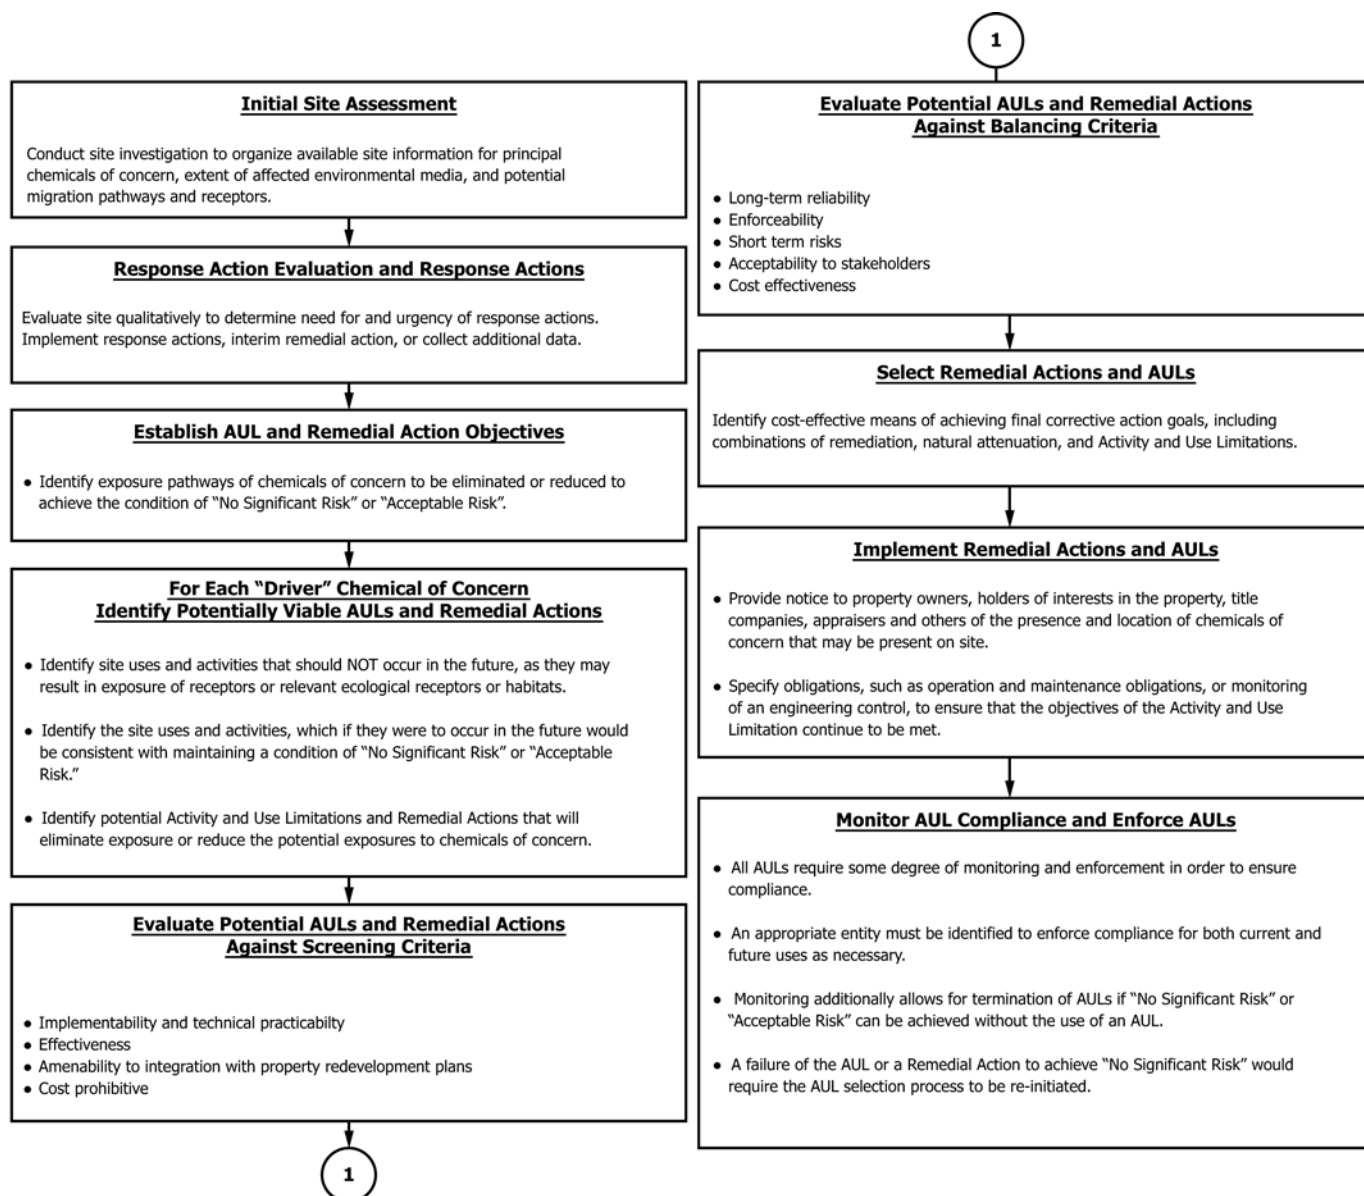 Initial Site Assessment
Conduct site investigation to organize available site information for principal
chemicals of concern, extent of affected environmental media, and potential
migration pathways and receptors.
Response Action Evaluation and Response Actions
Evaluate site qualitatively to determine need for and urgency of response actions.
Implement response actions, interim remedial action, or collect additional data.
Establish AUL and Remedial Action Objectives
● Identify exposure pathways of chemicals of concern to be eliminated or reduced to
achieve the condition of “No Significant Risk” or “Acceptable Risk”.
For Each “Driver” Chemical of Concern
Identify Potentially Viable AULs and Remedial Actions
● Identify site uses and activities that should NOT occur in the future, as they may
result in exposure of receptors or relevant ecological receptors or habitats.
● Identify the site uses and activities, which if they were to occur in the future would
be consistent with maintaining a condition of “No Significant Risk” or “Acceptable
Risk.”
● Identify potential Activity and Use Limitations and Remedial Actions that will
eliminate exposure or reduce the potential exposures to chemicals of concern.
Evaluate Potential AULs and Remedial Actions
Against Screening Criteria
● Implementability and technical practicabilty
● Effectiveness
● Amenability to integration with property redevelopment plans
● Cost prohibitive
1
1
Evaluate Potential AULs and Remedial Actions
Against Balancing Criteria
● Long-term reliability
● Enforceability
● Short term risks
● Acceptability to stakeholders
● Cost effectiveness
Select Remedial Actions and AULs
Identify cost-effective means of achieving final corrective action goals, including
combinations of remediation, natural attenuation, and Activity and Use Limitations.
Implement Remedial Actions and AULs
● Provide notice to property owners, holders of interests in the property, title
companies, appraisers and others of the presence and location of chemicals of
concern that may be present on site.
● Specify obligations, such as operation and maintenance obligations, or monitoring
of an engineering control, to ensure that the objectives of the Activity and Use
Limitation continue to be met.
Monitor AUL Compliance and Enforce AULs
● All AULs require some degree of monitoring and enforcement in order to ensure
compliance.
● An appropriate entity must be identified to enforce compliance for both current and
future uses as necessary.
● Monitoring additionally allows for termination of AULs if “No Significant Risk” or
“Acceptable Risk” can be achieved without the use of an AUL.
● A failure of the AUL or a Remedial Action to achieve “No Significant Risk” would
require the AUL selection process to be re-initiated.